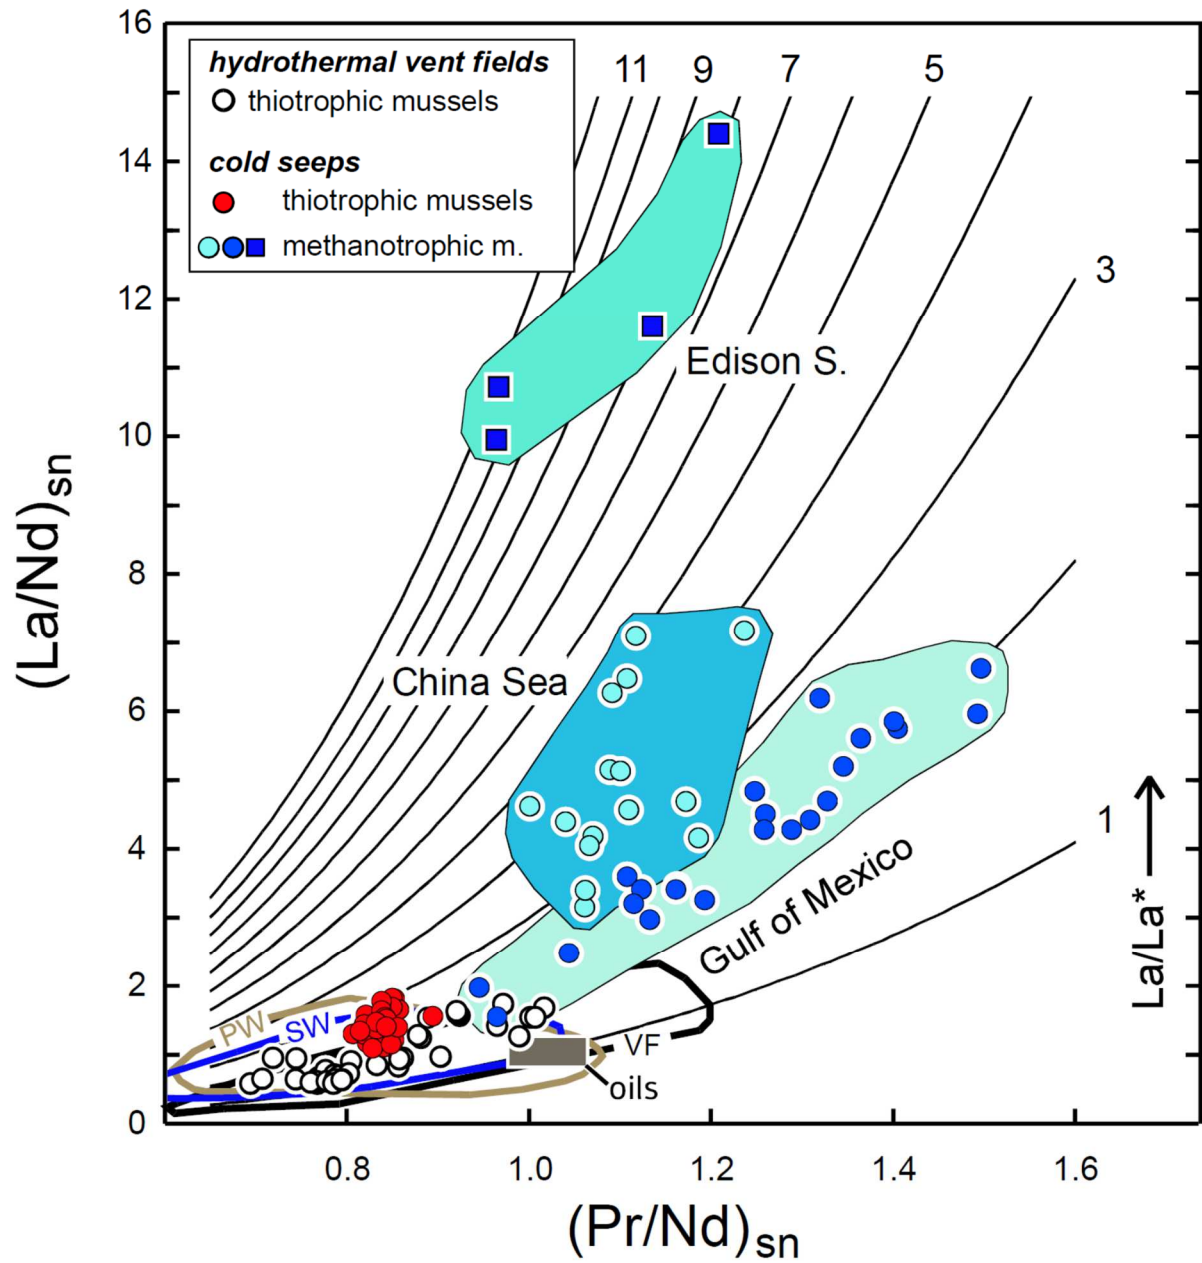 16
14
12
10
8
6
4
2
0
(La/Nd)sn
hydrothermal vent fields
thiotrophic mussels
cold seeps
thiotrophic mussels
methanotrophic m.
11 9 7 5
3
1
Edison S.
China Sea
Gulf of Mexico
La/La*
PW
SW
VF
oils
0.8 1.0 1.2 1.4 1.6
(Pr/Nd)sn